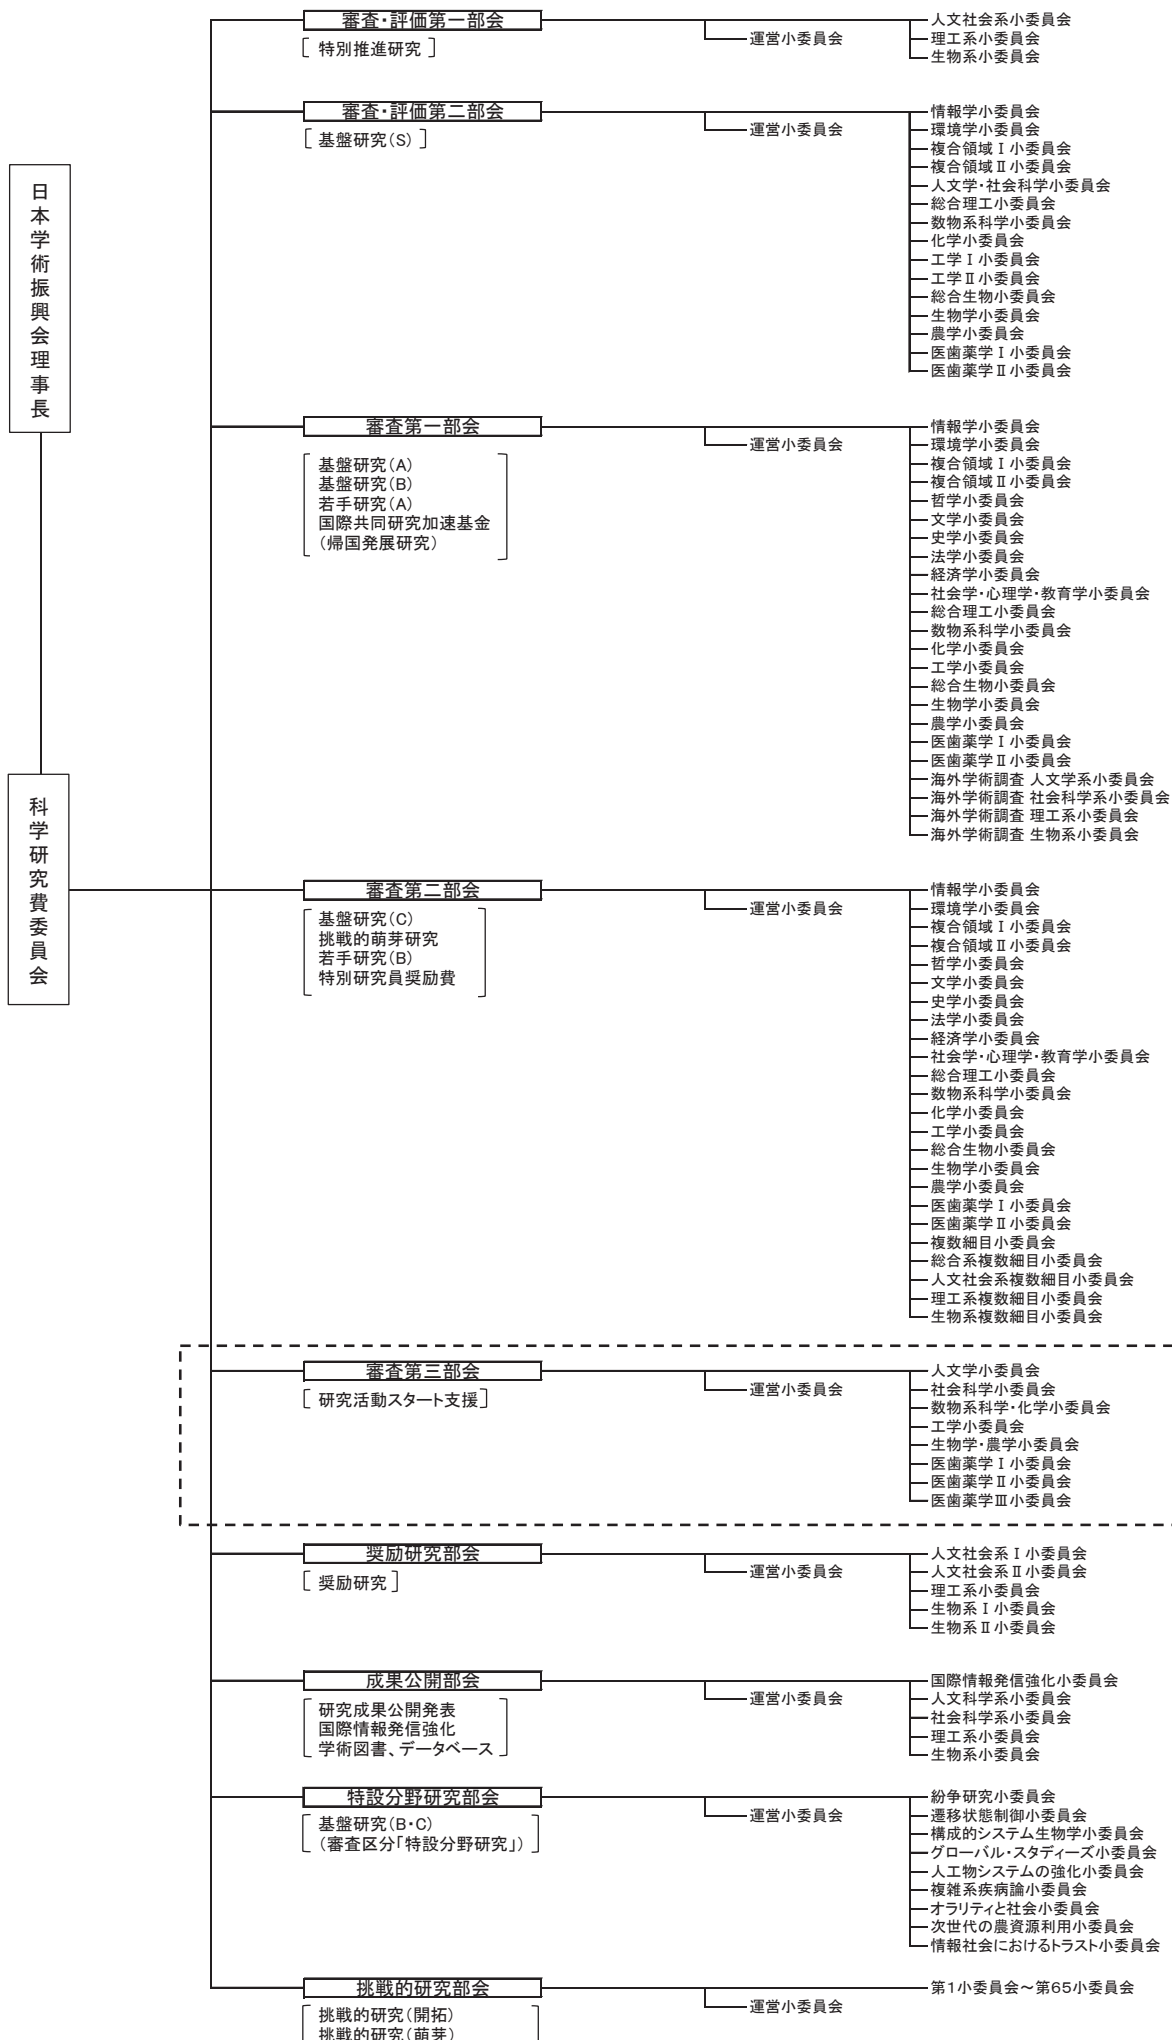 日本学術振興会理事長
科学研究費委員会
審査・評価第一部会
[ 特別推進研究 ]
運営小委員会
人文社会系小委員会
理工系小委員会
生物系小委員会
審査・評価第二部会
[ 基盤研究(S) ]
運営小委員会
情報学小委員会
環境学小委員会
複合領域Ⅰ小委員会
複合領域Ⅱ小委員会
人文学・社会科学小委員会
総合理工小委員会
数物系科学小委員会
化学小委員会
工学Ⅰ小委員会
工学Ⅱ小委員会
総合生物小委員会
生物学小委員会
農学小委員会
医歯薬学Ⅰ小委員会
医歯薬学Ⅱ小委員会
審査第一部会
基盤研究(A)
基盤研究(B)
若手研究(A)
国際共同研究加速基金
(帰国発展研究)
運営小委員会
情報学小委員会
環境学小委員会
複合領域Ⅰ小委員会
複合領域Ⅱ小委員会
哲学小委員会
文学小委員会
史学小委員会
法学小委員会
経済学小委員会
社会学・心理学・教育学小委員会
総合理工小委員会
数物系科学小委員会
化学小委員会
工学小委員会
総合生物小委員会
生物学小委員会
農学小委員会
医歯薬学Ⅰ小委員会
医歯薬学Ⅱ小委員会
海外学術調査 人文学系小委員会
海外学術調査 社会科学系小委員会
海外学術調査 理工系小委員会
海外学術調査 生物系小委員会
審査第二部会
基盤研究(C)
挑戦的萌芽研究
若手研究(B)
特別研究員奨励費
運営小委員会
情報学小委員会
環境学小委員会
複合領域Ⅰ小委員会
複合領域Ⅱ小委員会
哲学小委員会
文学小委員会
史学小委員会
法学小委員会
経済学小委員会
社会学・心理学・教育学小委員会
総合理工小委員会
数物系科学小委員会
化学小委員会
工学小委員会
総合生物小委員会
生物学小委員会
農学小委員会
医歯薬学Ⅰ小委員会
医歯薬学Ⅱ小委員会
複数細目小委員会
総合系複数細目小委員会
人文社会系複数細目小委員会
理工系複数細目小委員会
生物系複数細目小委員会
審査第三部会
[ 研究活動スタート支援 ]
運営小委員会
人文学小委員会
社会科学小委員会
数物系科学・化学小委員会
工学小委員会
生物学・農学小委員会
医歯薬学Ⅰ小委員会
医歯薬学Ⅱ小委員会
医歯薬学Ⅲ小委員会
奨励研究部会
[ 奨励研究 ]
運営小委員会
人文社会系Ⅰ小委員会
人文社会系Ⅱ小委員会
理工系小委員会
生物系Ⅰ小委員会
生物系Ⅱ小委員会
成果公開部会
研究成果公開発表
国際情報発信強化
学術図書、データベース
運営小委員会
国際情報発信強化小委員会
人文科学系小委員会
社会科学系小委員会
理工系小委員会
生物系小委員会
特設分野研究部会
基盤研究(B・C)
(審査区分「特設分野研究」)
運営小委員会
紛争研究小委員会
遷移状態制御小委員会
構成的システム生物学小委員会
グローバル・スタディーズ小委員会
人工物システムの強化小委員会
複雑系疾病論小委員会
オラリティと社会小委員会
次世代の農資源利用小委員会
情報社会におけるトラスト小委員会
挑戦的研究部会
挑戦的研究(開拓)
挑戦的研究(萌芽)
運営小委員会
第1小委員会～第65小委員会